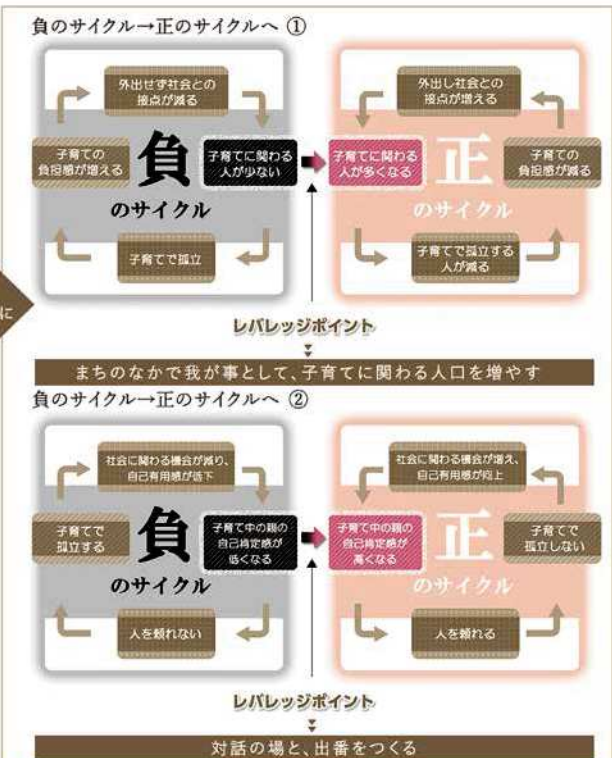 負のサイクル→正のサイクルへ ①
外出せず社会との
接点が減る
子育ての
負担感が増える
負
のサイクル
子育てに関わる
人が少ない
子育てで孤立
外出し社会との
接点が増える
子育てに関わる
人が多くなる
正
のサイクル
子育ての
負担感が減る
子育てで孤立する
人が減る
に
レバレッジポイント
まちのなかで我が事として、子育てに関わる人口を増やす
負のサイクル→正のサイクルへ ②
社会に関わる機会が減り、
自己有用感が低下
子育てで
孤立する
負
のサイクル
子育て中の親の
自己肯定感が
低くなる
人を頼れない
社会に関わる機会が増え、
自己有用感が向上
子育て中の親の
自己肯定感が
高くなる
正
のサイクル
子育てで
孤立しない
人を頼れる
レバレッジポイント
対話の場と、出番をつくる